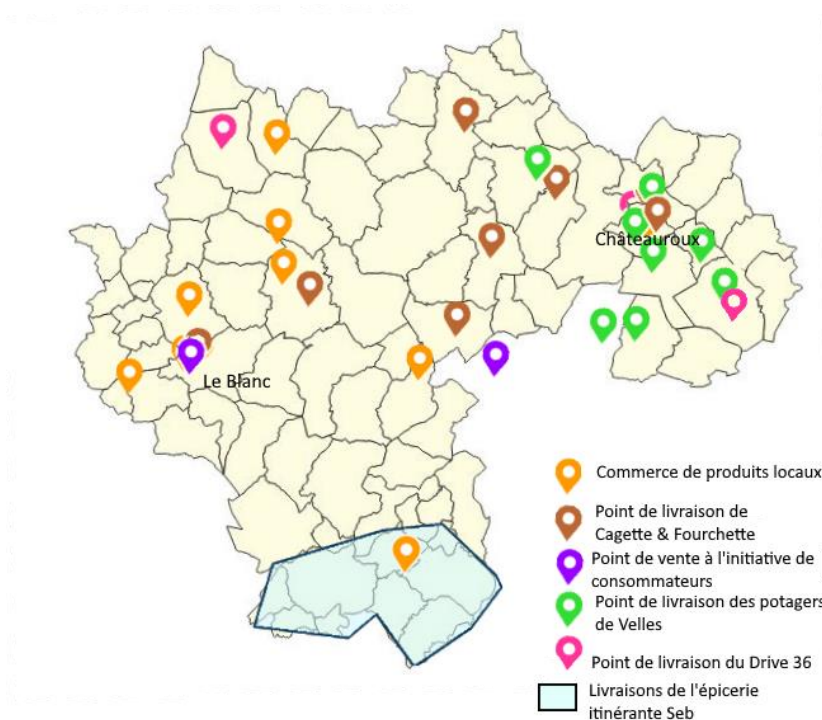 Châteauroux
Le Blanc
Commerce de produits locaux
Point de livraison de
Cagette & Fourchette
Point de vente à l'initiative de
consommateurs
Point de livraison des potagers
de Velles
Point de livraison du Drive 36
Livraisons de l'épicerie
itinérante Seb